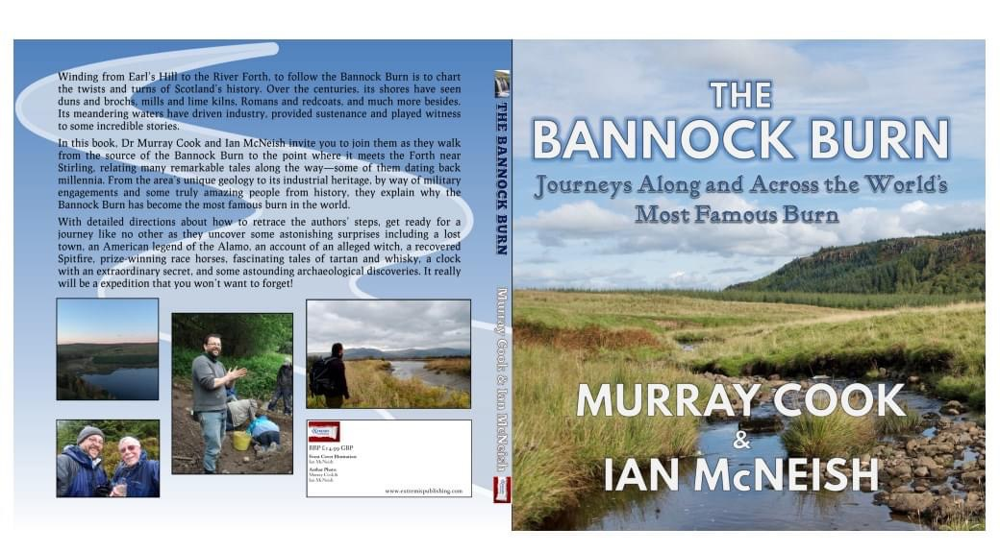 Winding from Earl's Hill to the River Forth, to follow the Bannock Burn is to chart
the twists and turns of Scotland's history. Over the centuries, its shores have seen
duns and brochs, mills and lime kilns, Romans and redcoats, and much more besides.
Its meandering waters have driven industry, provided sustenance and played witness
to some incredible stories.
In this book, Dr Murray Cook and Ian McNeish invite you to join them as they walk
from the source of the Bannock Burn to the point where it meets the Forth near
Stirling, relating many remarkable tales along the way—some of them dating back
millennia. From the area's unique geology to its industrial heritage, by way of military
engagements and some truly amazing people from history, they explain why the
Bannock Burn has become the most famous burn in the world.
With detailed directions about how to retrace the authors' steps, get ready for a
journey like no other as they uncover some astonishing surprises including a lost
town, an American legend of the Alamo, an account of an alleged witch, a recovered
Spitfire, prize-winning race horses, fascinating tales of tartan and whisky, a clock
with an extraordinary secret, and some astounding archaeological discoveries. It really
will be a expedition that you won't want to forget!
RRP £14.99 GBP
Front Cover Illustration
Ian McNeish
Author Photo
Murray Cook &
Ian McNeish
www.extremispublishing.com
THE BANNOCK BURN
Murray Cook & Ian McNeish
THE
BANNOCK BURN
Journeys Along and Across the World's
Most Famous Burn
MURRAY COOK
&
IAN McNEISH